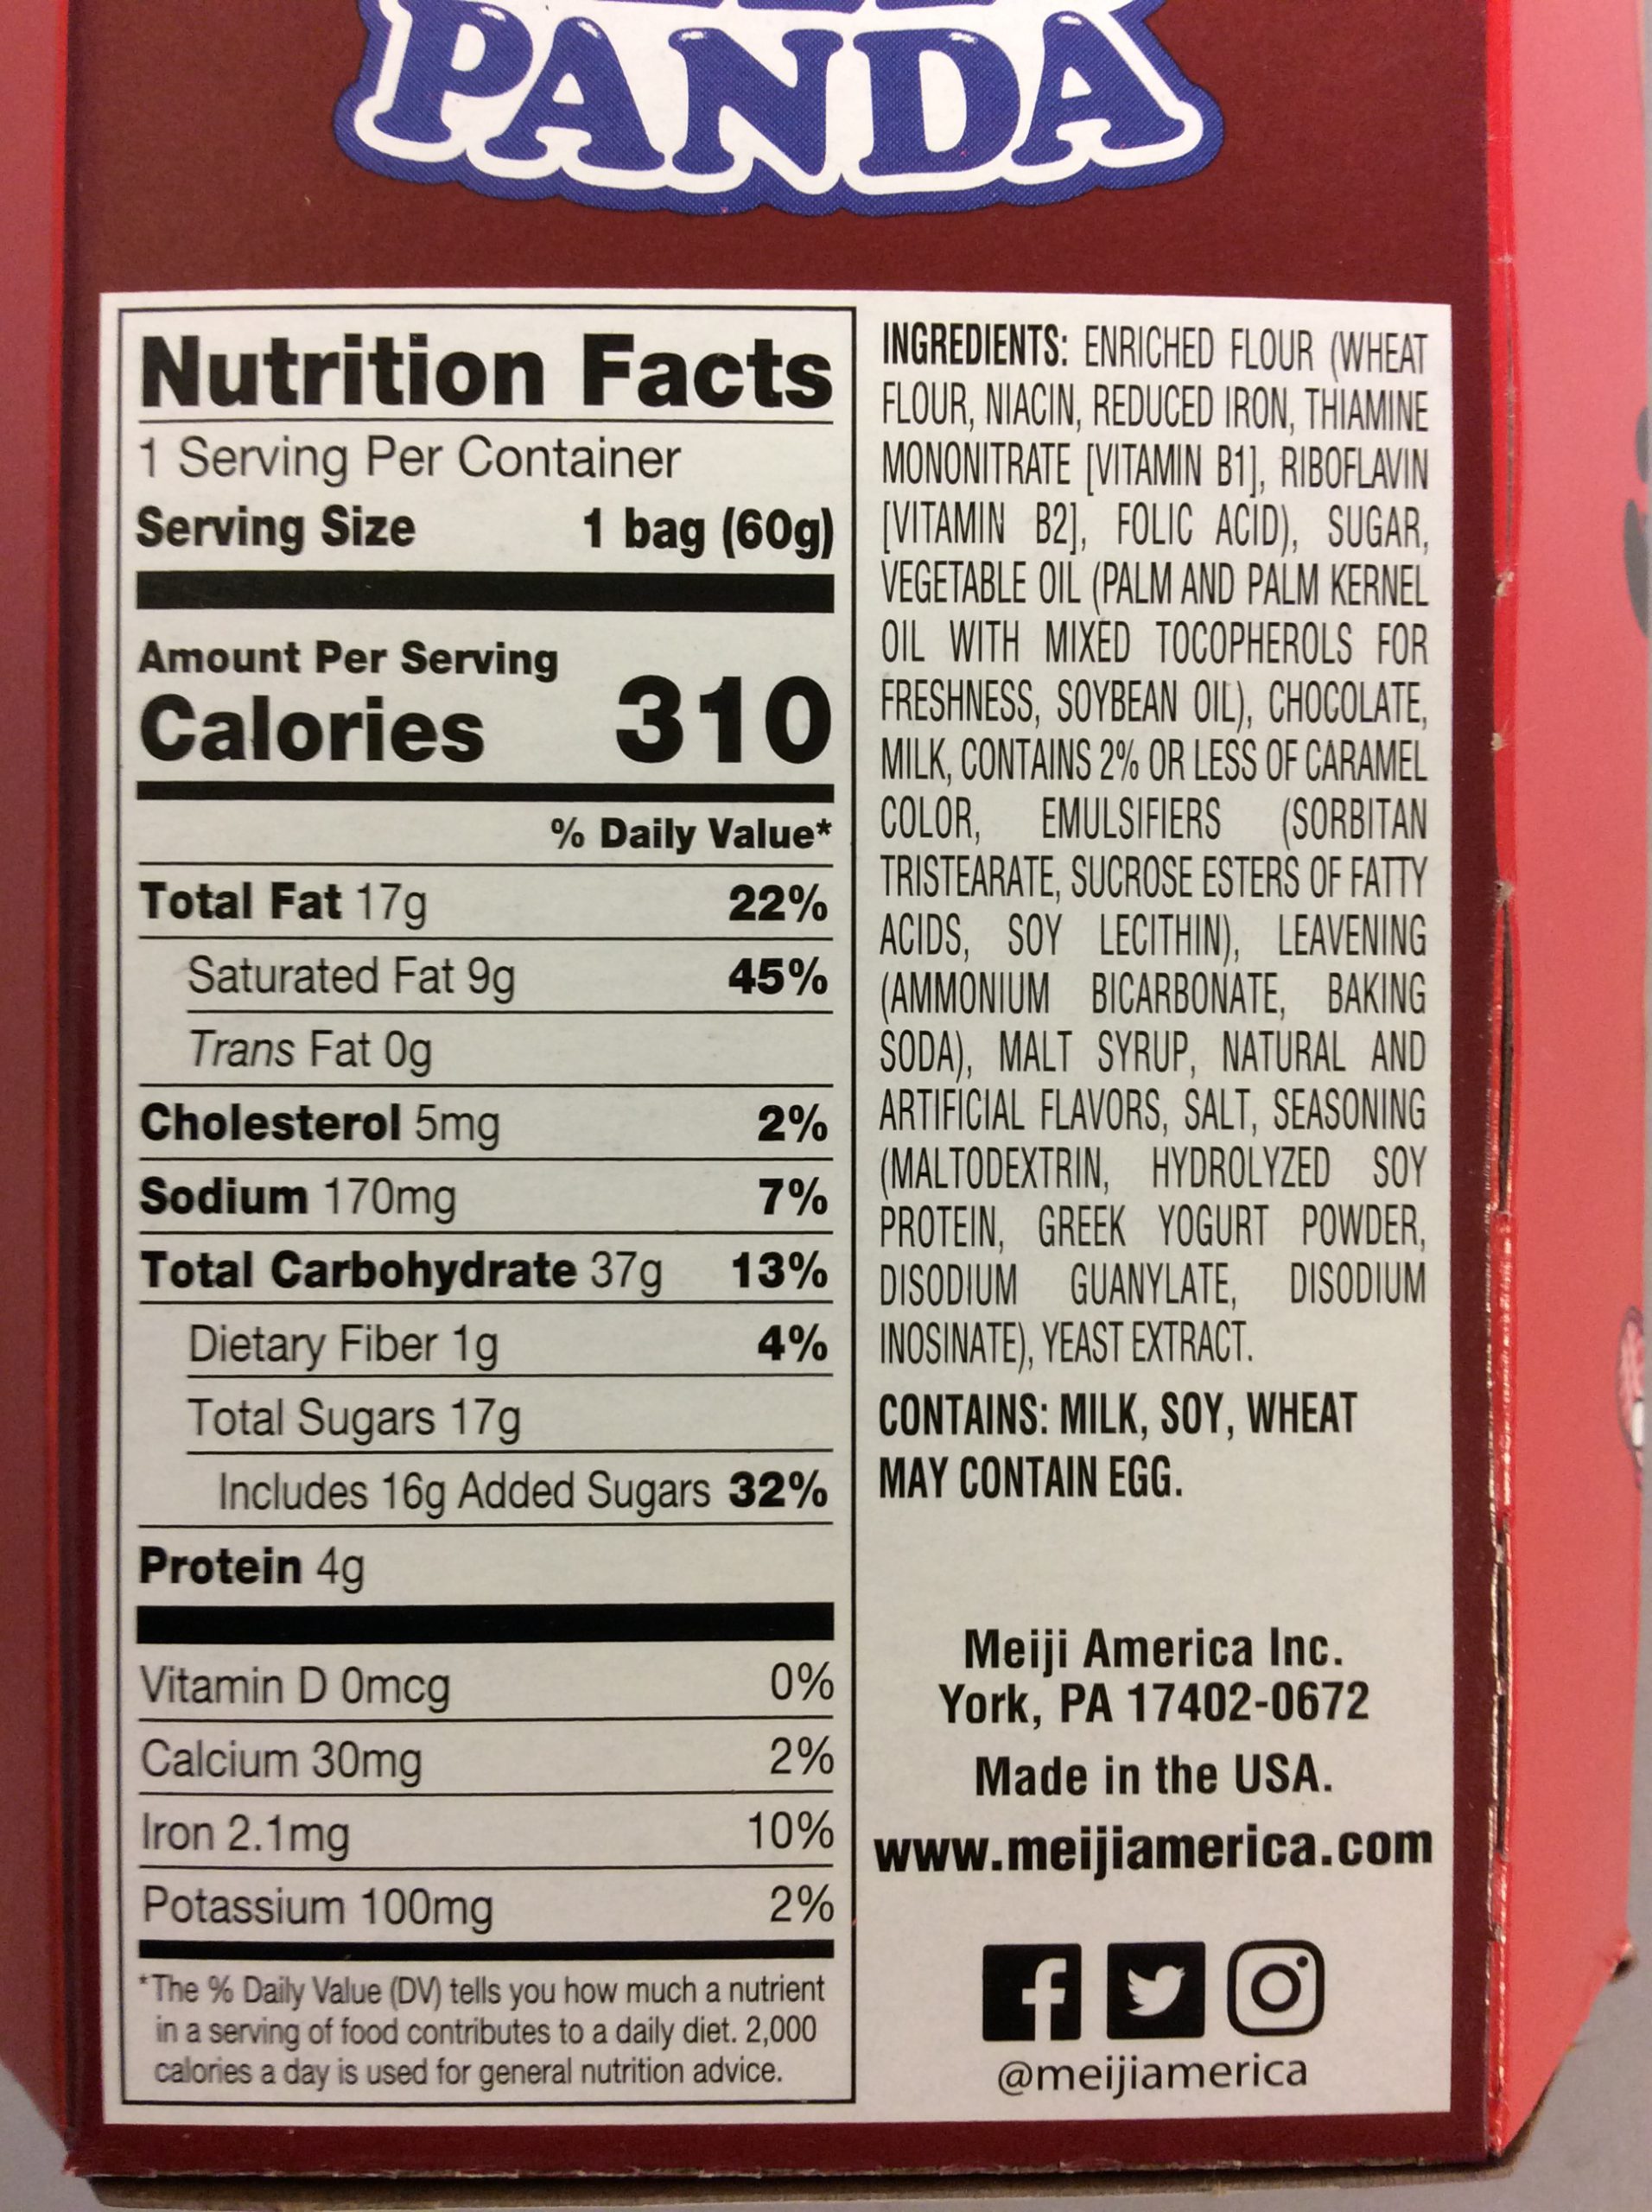 PANDA
Nutrition Facts
1 Serving Per Container
Serving Size 1 bag (60g)
Amount Per Serving
Calories 310
% Daily Value*
Total Fat 17g 22%
Saturated Fat 9g 45%
Trans Fat 0g
Cholesterol 5mg 2%
Sodium 170mg 7%
Total Carbohydrate 37g 13%
Dietary Fiber 1g 4%
Total Sugars 17g
Includes 16g Added Sugars 32%
Protein 4g
Vitamin D 0mcg 0%
Calcium 30mg 2%
Iron 2.1mg 10%
Potassium 100mg 2%
*The % Daily Value (DV) tells you how much a nutrient
in a serving of food contributes to a daily diet. 2,000
calories a day is used for general nutrition advice.
INGREDIENTS: ENRICHED FLOUR (WHEAT
FLOUR, NIACIN, REDUCED IRON, THIAMINE
MONONITRATE [VITAMIN B1], RIBOFLAVIN
[VITAMIN B2], FOLIC ACID), SUGAR,
VEGETABLE OIL (PALM AND PALM KERNEL
OIL WITH MIXED TOCOPHEROLS FOR
FRESHNESS, SOYBEAN OIL), CHOCOLATE,
MILK, CONTAINS 2% OR LESS OF CARAMEL
COLOR, EMULSIFIERS (SORBITAN
TRISTEARATE, SUCROSE ESTERS OF FATTY
ACIDS, SOY LECITHIN), LEAVENING
(AMMONIUM BICARBONATE, BAKING
SODA), MALT SYRUP, NATURAL AND
ARTIFICIAL FLAVORS, SALT, SEASONING
(MALTODEXTRIN, HYDROLYZED SOY
PROTEIN, GREEK YOGURT POWDER,
DISODIUM GUANYLATE, DISODIUM
INOSINATE), YEAST EXTRACT.
CONTAINS: MILK, SOY, WHEAT
MAY CONTAIN EGG.
Meiji America Inc.
York, PA 17402-0672
Made in the USA.
www.meijiamerica.com
@meijiamerica